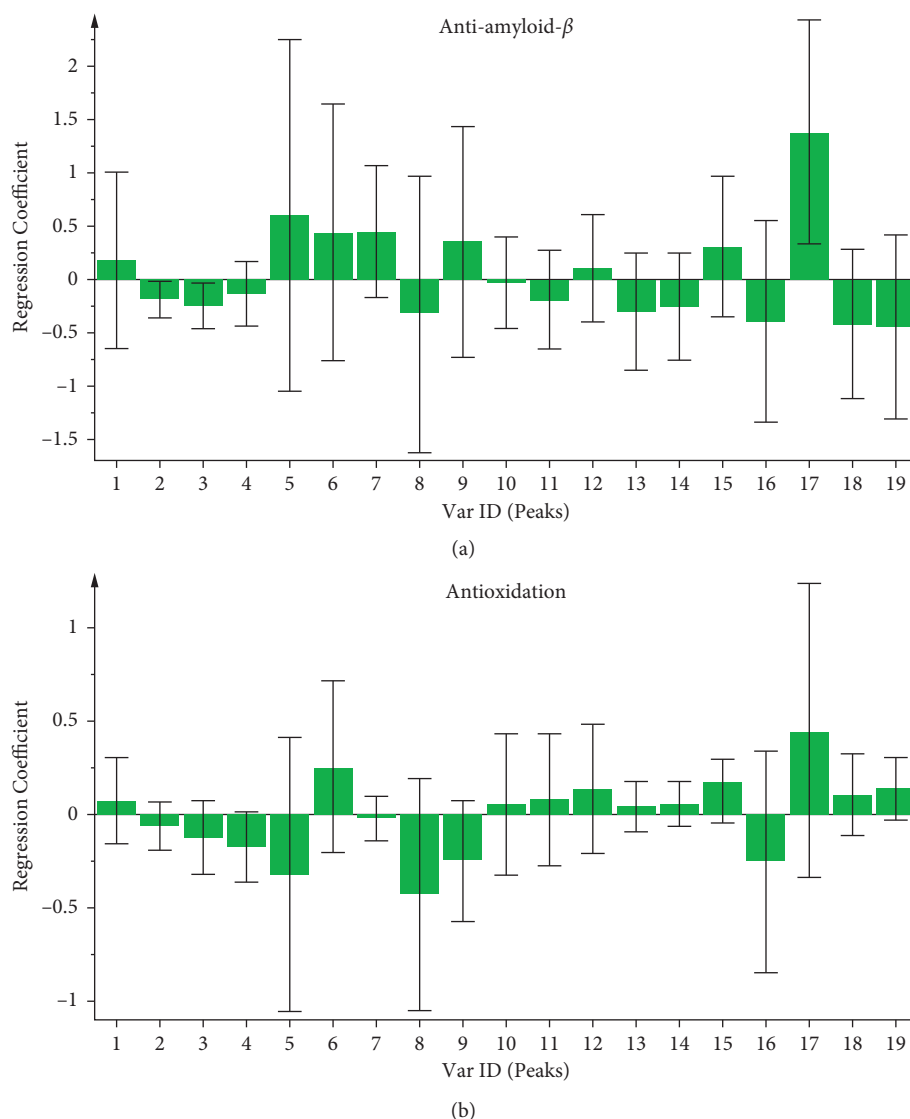 Anti-amyloid-β
Regression Coefficient
2
1.5
1
0.5
0
−0.5
−1
−1.5
1 2 3 4 5 6 7 8 9 10 11 12 13 14 15 16 17 18 19
Var ID (Peaks)
(a)
Antioxidation
Regression Coefficient
1
0.5
0
−0.5
−1
1 2 3 4 5 6 7 8 9 10 11 12 13 14 15 16 17 18 19
Var ID (Peaks)
(b)